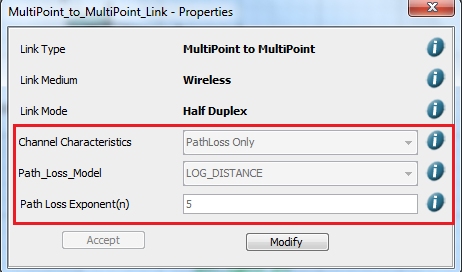 MultiPoint_to_MultiPoint_Link - Properties
Link Type MultiPoint to MultiPoint
Link Medium Wireless
Link Mode Half Duplex
Channel Characteristics PathLoss Only
Path_Loss_Model LOG_DISTANCE
Path Loss Exponent(n) 5
Accept Modify